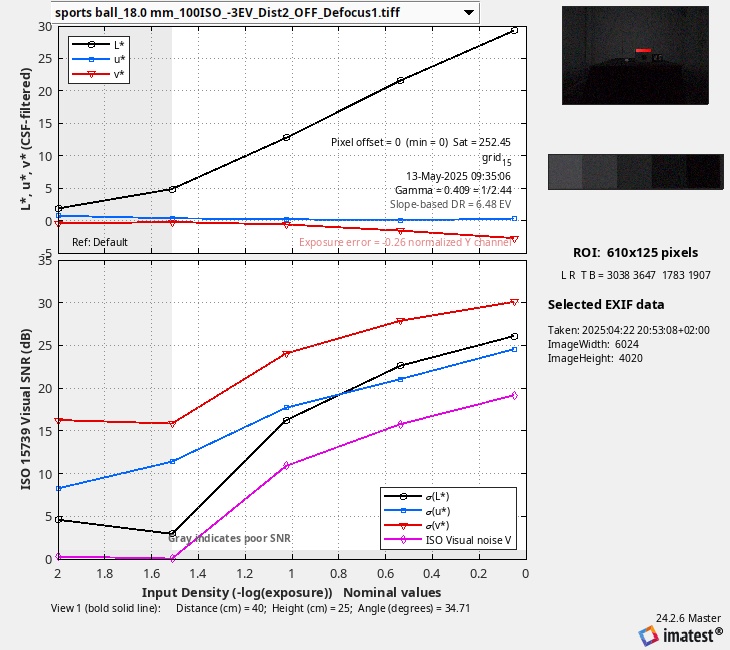 sports ball_18.0 mm_100ISO_-3EV_Dist2_OFF_Defocus1.tiff
30
25
20
15
10
5
0
-5
L*, u*, v* (CSF-filtered)
L*
u*
v*
Pixel offset = 0 (min = 0) Sat = 252.45
grid15
13-May-2025 09:35:06
Gamma = 0.409 = 1/2.44
Slope-based DR = 6.48 EV
Ref: Default
Exposure error = -0.26 normalized Y channel
35
30
25
20
15
10
5
0
ISO 15739 Visual SNR (dB)
Gray indicates poor SNR
𝜎(L*)
𝜎(u*)
𝜎(v*)
ISO Visual noise V
2 1.8 1.6 1.4 1.2 1 0.8 0.6 0.4 0.2 0
Input Density (-log(exposure)) Nominal values
View 1 (bold solid line): Distance (cm) = 40; Height (cm) = 25; Angle (degrees) = 34.71
ROI: 610x125 pixels
L R T B = 3038 3647 1783 1907
Selected EXIF data
Taken: 2025:04:22 20:53:08+02:00
ImageWidth: 6024
ImageHeight: 4020
24.2.6 Master
imatest®